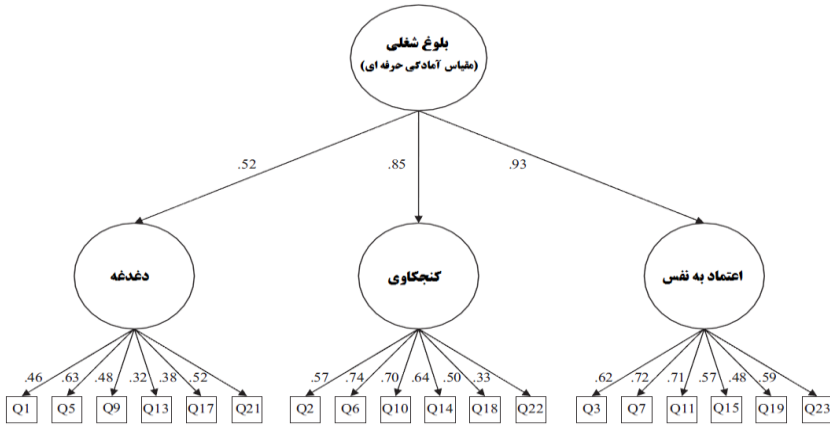 بلوغ شغلی
(مقیاس آمادگی حرفه ای)
.52 .85 .93
دغدغه کنجکاوی اعتماد به نفس
.46 .63 .48 .32 .38 .52 .57 .74 .70 .64 .50 .33 .62 .72 .71 .57 .48 .59
Q1 Q5 Q9 Q13 Q17 Q21 Q2 Q6 Q10 Q14 Q18 Q22 Q3 Q7 Q11 Q15 Q19 Q23